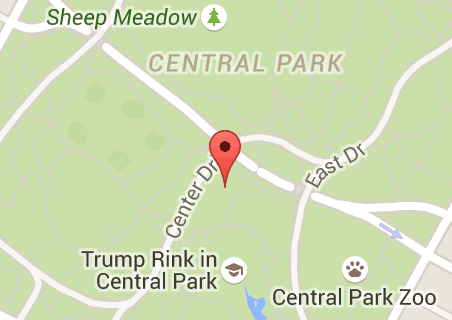 Sheep Meadow
CENTRAL PARK
Center Dr
East Dr
Trump Rink in
Central Park
Central Park Zoo